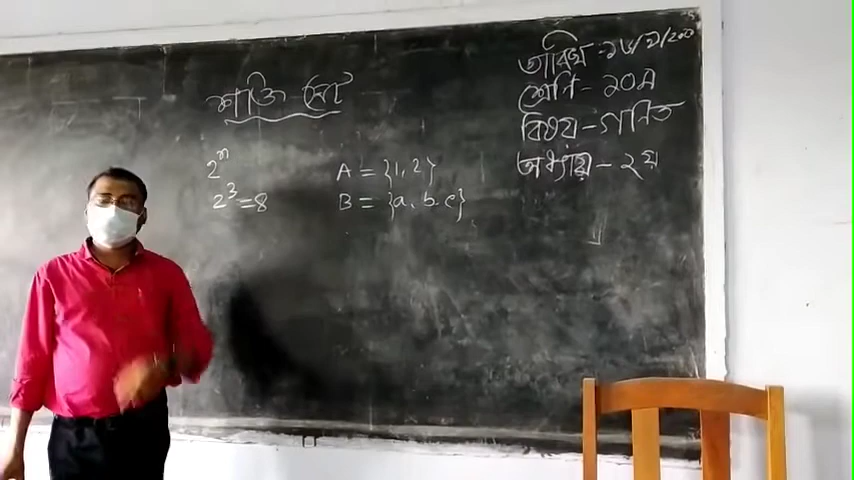 শক্তি সেট
2ⁿ
2³=8
A = {1, 2}
B = {a, b, c}
তারিখ :-
শ্রেণি - ১০ম
বিষয় - গণিত
অধ্যায় - ২য়